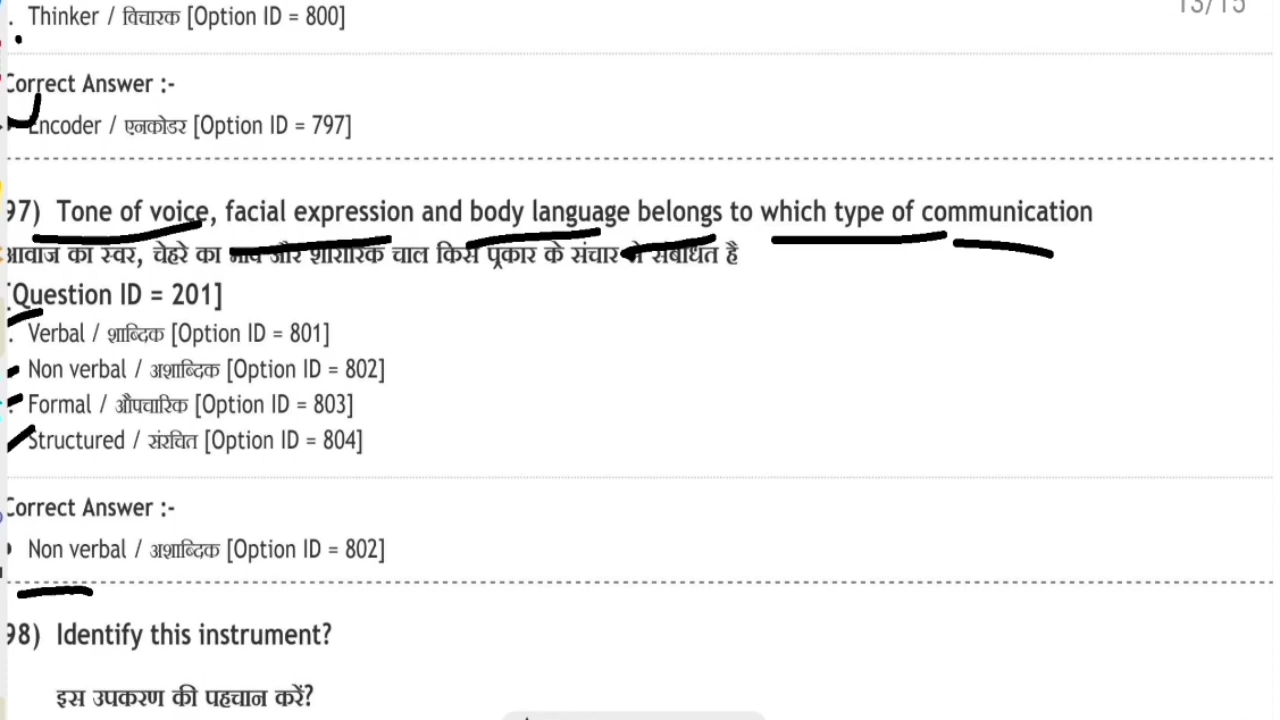 . Thinker / विचारक [Option ID = 800]
13/15
Correct Answer :-
Encoder / एनकोडर [Option ID = 797]
97) Tone of voice, facial expression and body language belongs to which type of communication
आवाज का स्वर, चेहरे का भाव और शारीरिक चाल किस प्रकार के संचार से संबंधित है
[Question ID = 201]
. Verbal / शाब्दिक [Option ID = 801]
Non verbal / अशाब्दिक [Option ID = 802]
. Formal / औपचारिक [Option ID = 803]
Structured / संरचित [Option ID = 804]
Correct Answer :-
• Non verbal / अशाब्दिक [Option ID = 802]
98) Identify this instrument?
इस उपकरण की पहचान करें?